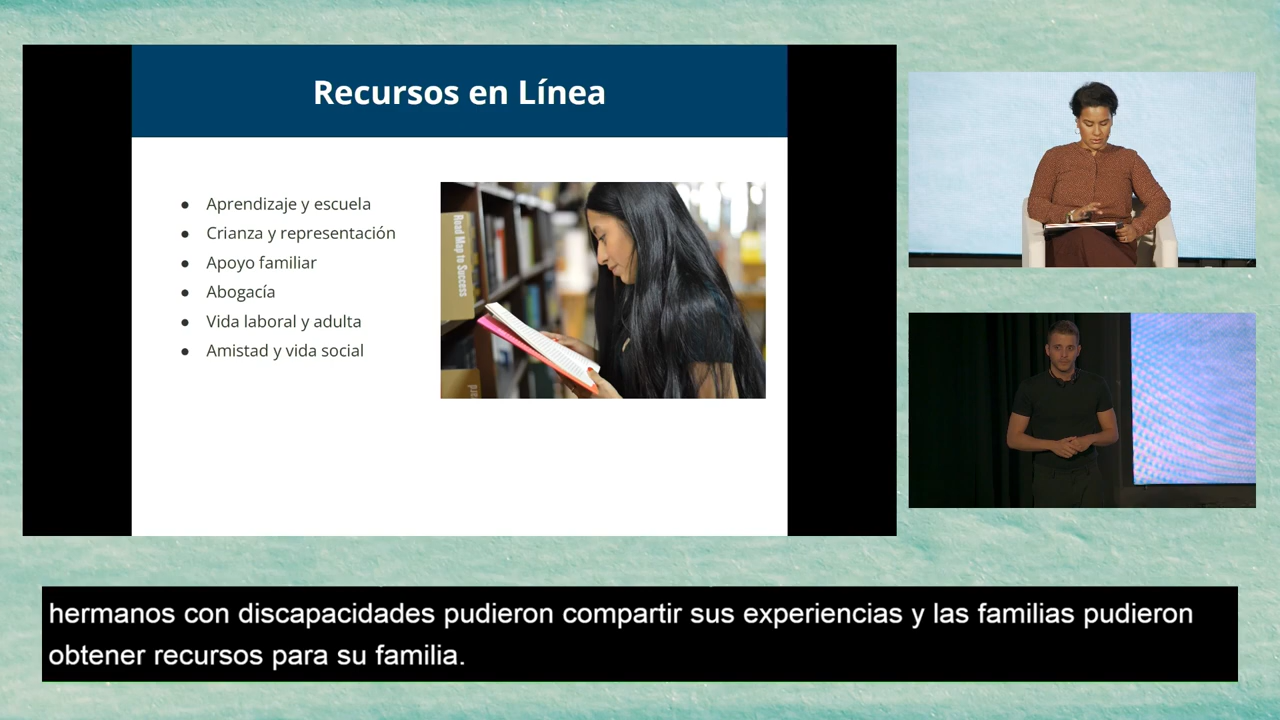 Recursos en Línea
Aprendizaje y escuela
Crianza y representación
Apoyo familiar
Abogacía
Vida laboral y adulta
Amistad y vida social
Road Map to Success
hermanos con discapacidades pudieron compartir sus experiencias y las familias pudieron
obtener recursos para su familia.